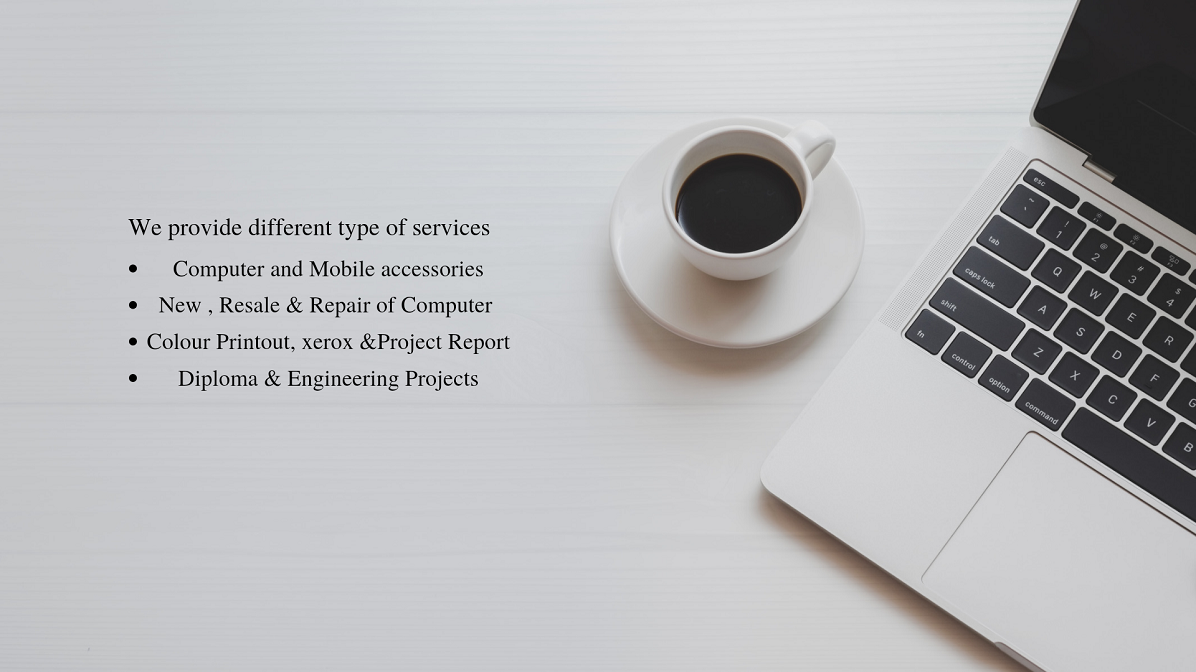 We provide different type of services
• Computer and Mobile accessories
• New , Resale & Repair of Computer
• Colour Printout, xerox &Project Report
• Diploma & Engineering Projects
esc
~ `
! 1
@ 2
# 3
$ 4
tab
Q
W
E
R
caps lock
A
S
D
F
G
shift
Z
X
C
V
B
fn
control
option
command